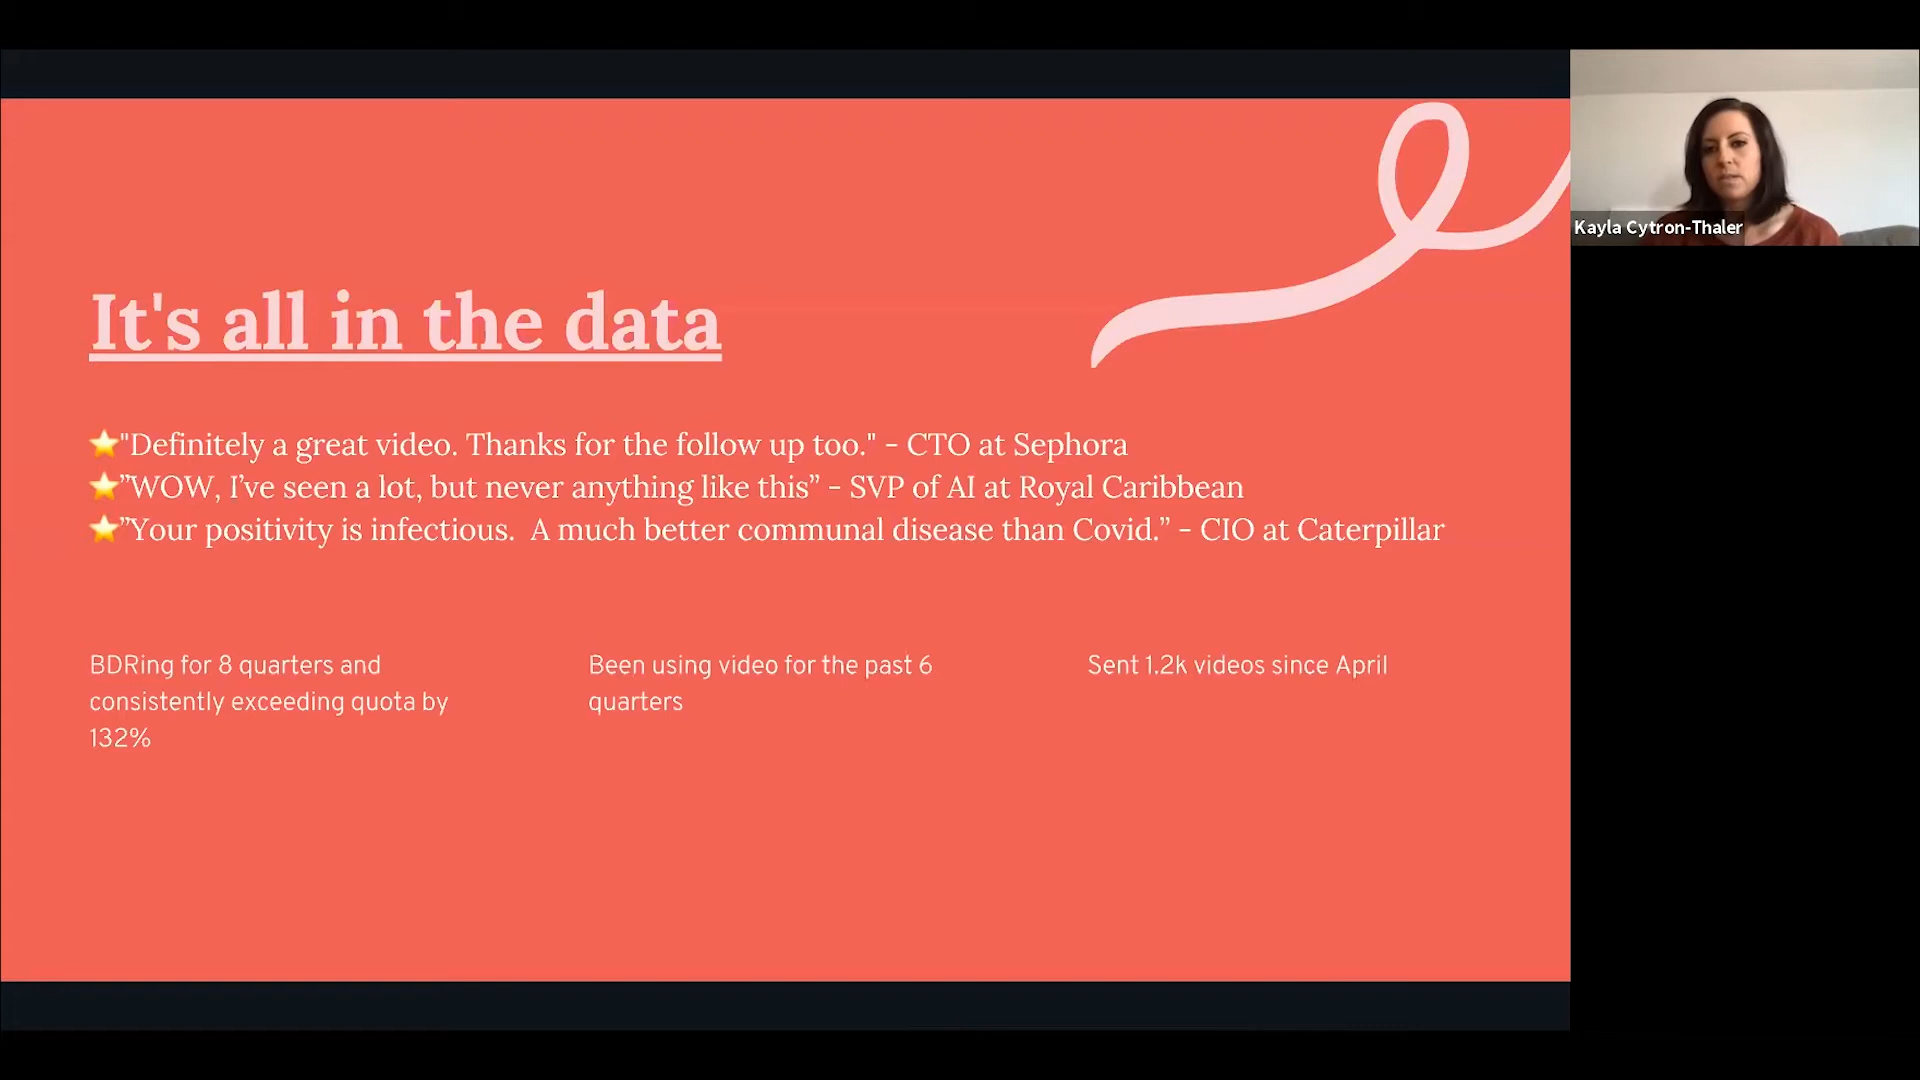 Kayla Cytron-Thaler
It's all in the data
⭐"Definitely a great video. Thanks for the follow up too." - CTO at Sephora
⭐”WOW, I’ve seen a lot, but never anything like this” - SVP of AI at Royal Caribbean
⭐”Your positivity is infectious.  A much better communal disease than Covid.” - CIO at Caterpillar
BDRing for 8 quarters and
consistently exceeding quota by
132%
Been using video for the past 6
quarters
Sent 1.2k videos since April